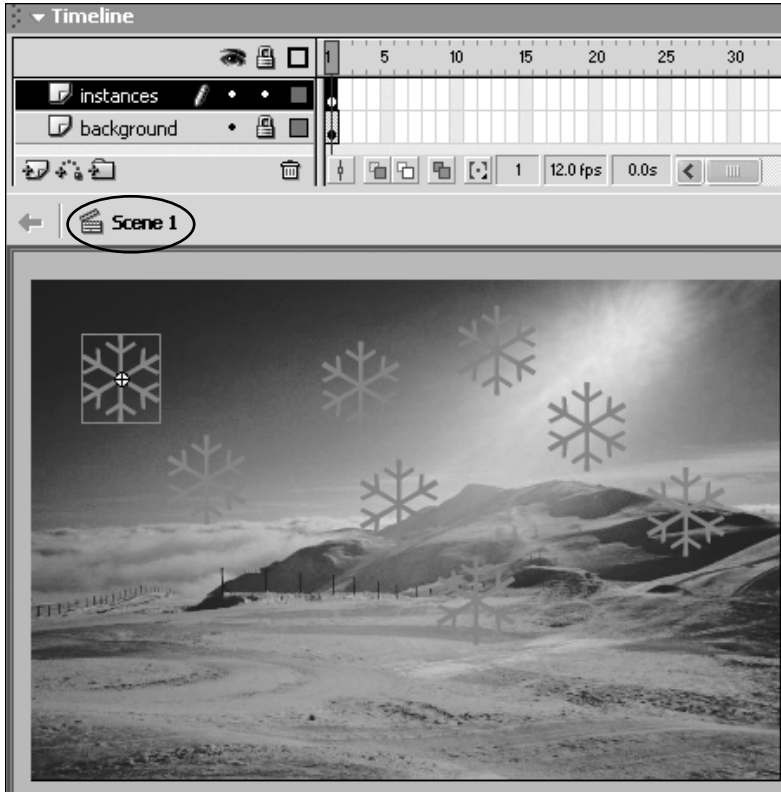 Timeline
1 5 10 15 20 25 30
instances
background
1 12.0 fps 0.0s
Scene 1